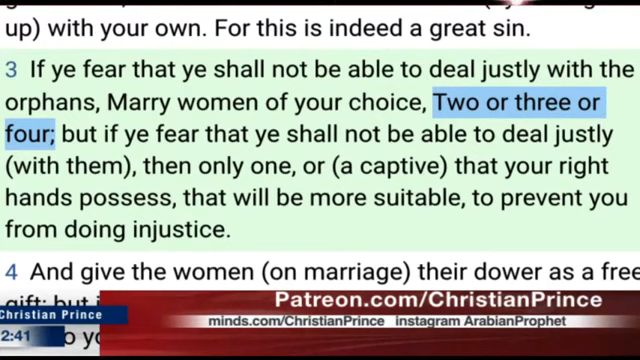 up) with your own. For this is indeed a great sin.
3 If ye fear that ye shall not be able to deal justly with the
orphans, Marry women of your choice, Two or three or
four; but if ye fear that ye shall not be able to deal justly
(with them), then only one, or (a captive) that your right
hands possess, that will be more suitable, to prevent you
from doing injustice.
4 And give the women (on marriage) their dower as a free
gift; but
Patreon.com/ChristianPrince
Christian Prince
minds.com/ChristianPrince instagram ArabianProphet
2:41